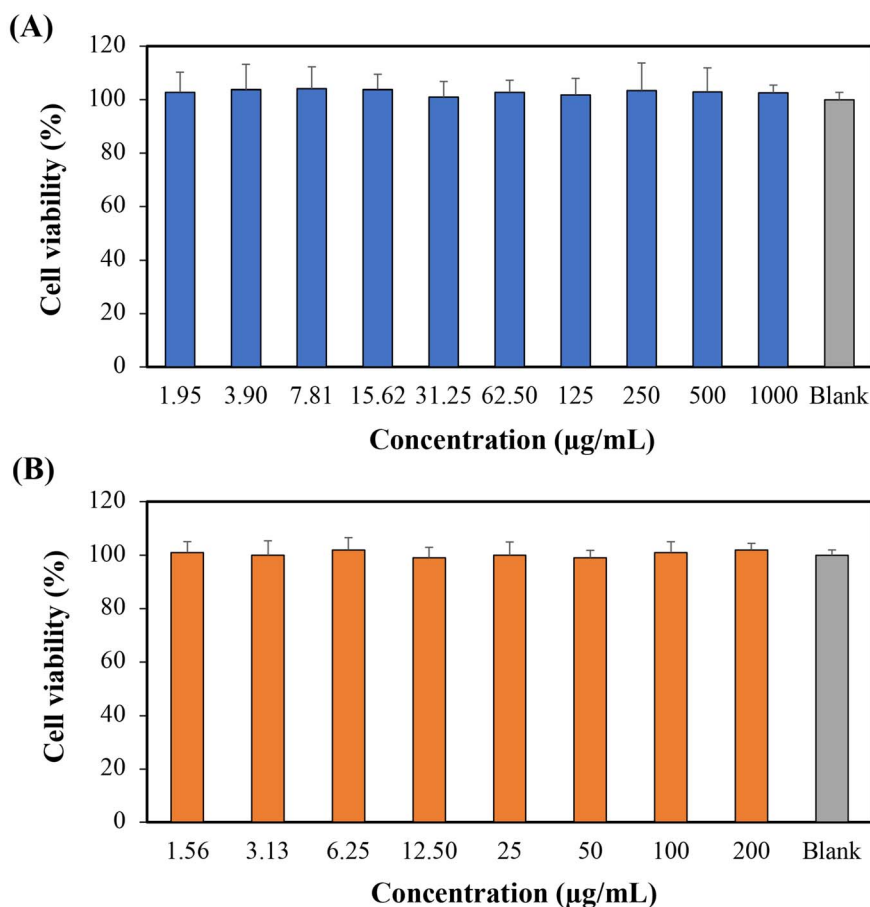 (A)
120
100
80
60
40
20
0
Cell viability (%)
1.95 3.90 7.81 15.62 31.25 62.50 125 250 500 1000 Blank
Concentration (µg/mL)
(B)
120
100
80
60
40
20
0
Cell viability (%)
1.56 3.13 6.25 12.50 25 50 100 200 Blank
Concentration (µg/mL)